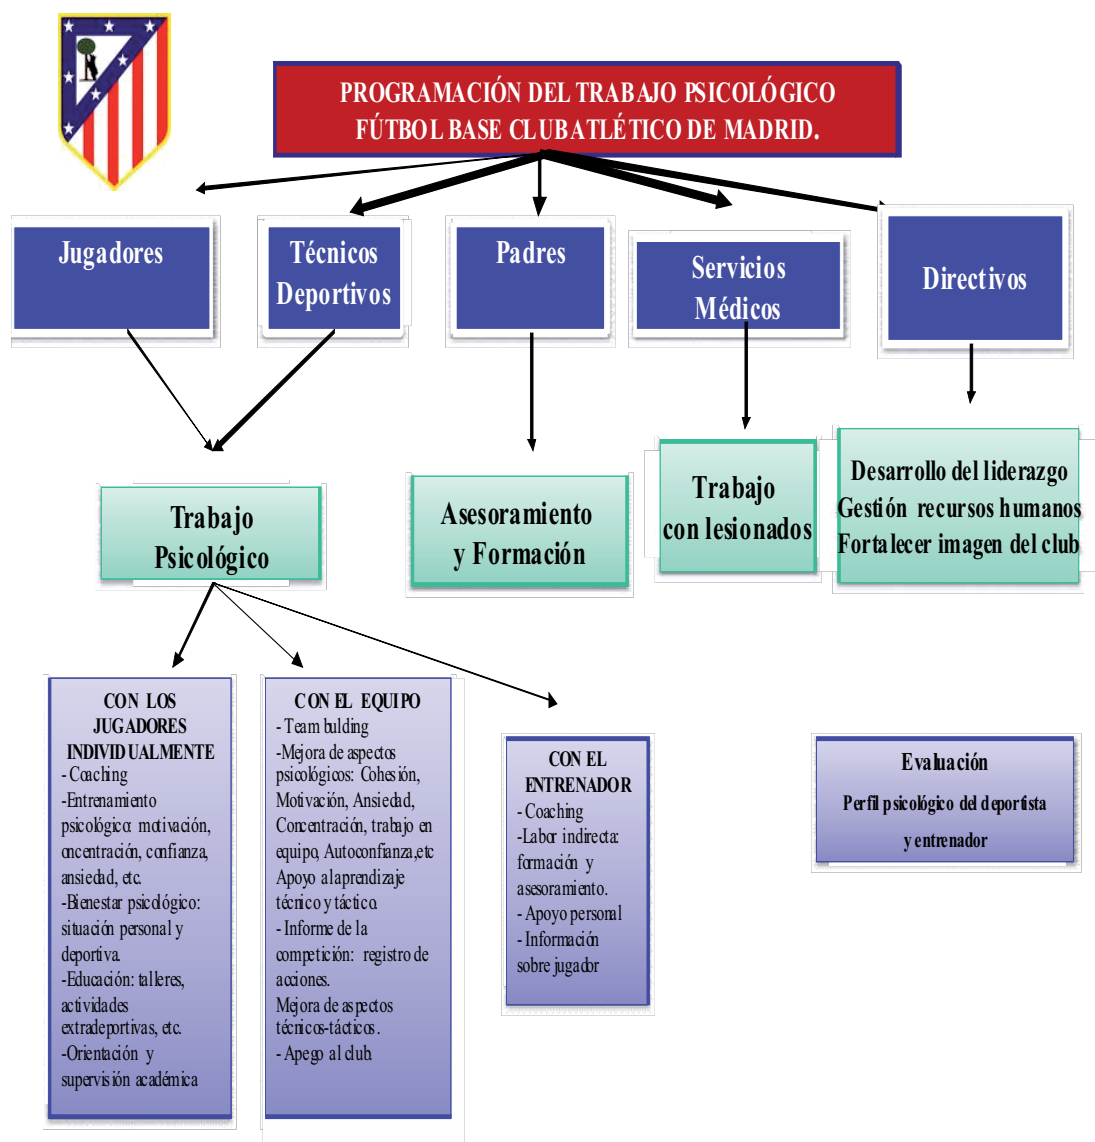 PROGRAMACIÓN DEL TRABAJO PSICOLÓGICO
FÚTBOL BASE CLUB ATLÉTICO DE MADRID.
Jugadores
Técnicos
Deportivos
Padres
Servicios
Médicos
Directivos
Trabajo
Psicológico
Asesoramiento
y Formación
Trabajo
con lesionados
Desarrollo del liderazgo
Gestión recursos humanos
Fortalecer imagen del club
CON LOS
JUGADORES
INDIVIDUALMENTE
- Coaching
-Entrenamiento
psicológico: motivación,
oncentración, confianza,
ansiedad, etc.
-Bienestar psicológico:
situación personal y
deportiva.
-Educación: talleres,
actividades
extradeportivas, etc.
-Orientación y
supervisión académica
CON EL EQUIPO
- Team bulding
-Mejora de aspectos
psicológicos: Cohesión,
Motivación, Ansiedad,
Concentración, trabajo en
equipo, Autoconfianza,etc
Apoyo al aprendizaje
técnico y táctico.
- Informe de la
competición: registro de
acciones.
Mejora de aspectos
técnicos-tácticos.
- Apego al club.
CON EL
ENTRENADOR
- Coaching
-Labor indirecta:
formación y
asesoramiento.
- Apoyo personal
- Información
sobre jugador
Evaluación
Perfil psicológico del deportista
y entrenador